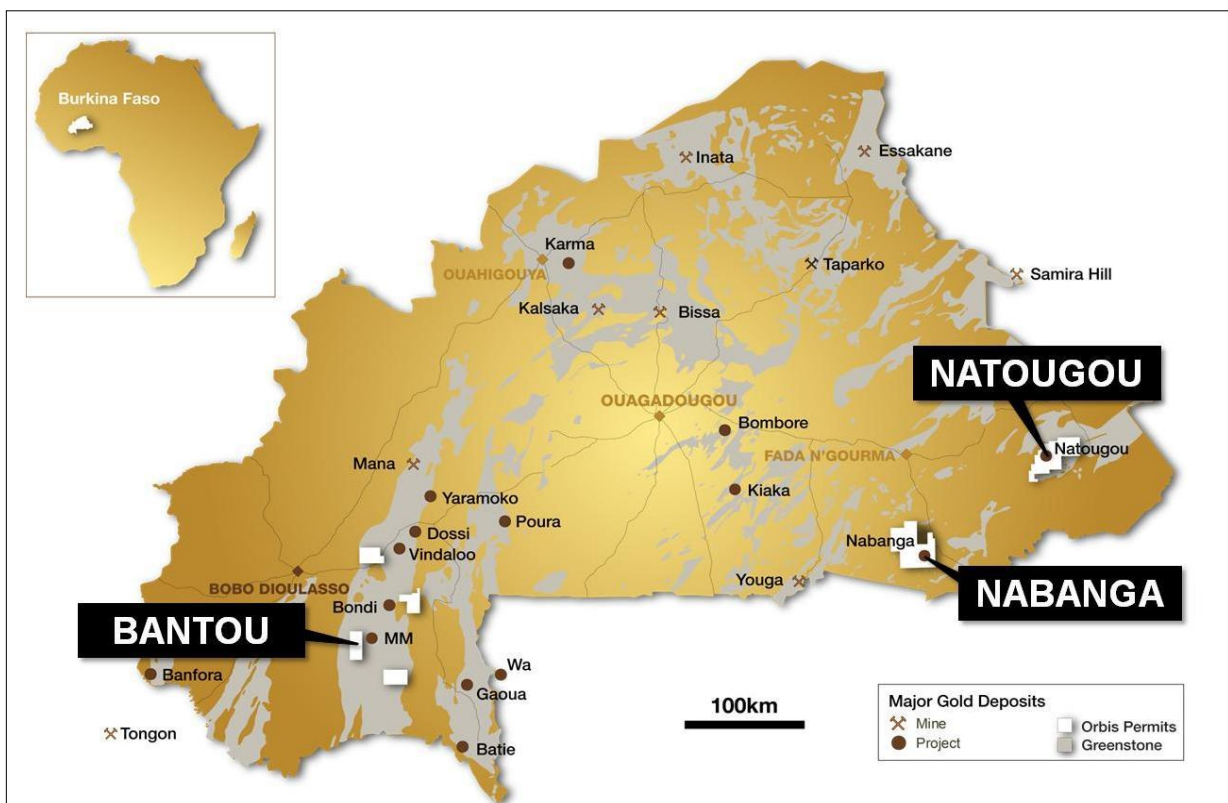 Burkina Faso
Inata
Essakane
Karma
OUAHIGOUYA
Taparko
Samira Hill
Kalsaka
Bissa
NATOUGOU
OUAGADOUGOU
Bombore
Natougou
Mana
FADA N'GOURMA
Yaramoko
Kiaka
Poura
Dossi
Vindaloo
Nabanga
BOBO DIOULASSO
Youga
NABANGA
Bondi
BANTOU
MM
Wa
Banfora
Gaoua
100km
Tongon
Batie
Major Gold Deposits
Mine
Project
Orbis Permits
Greenstone